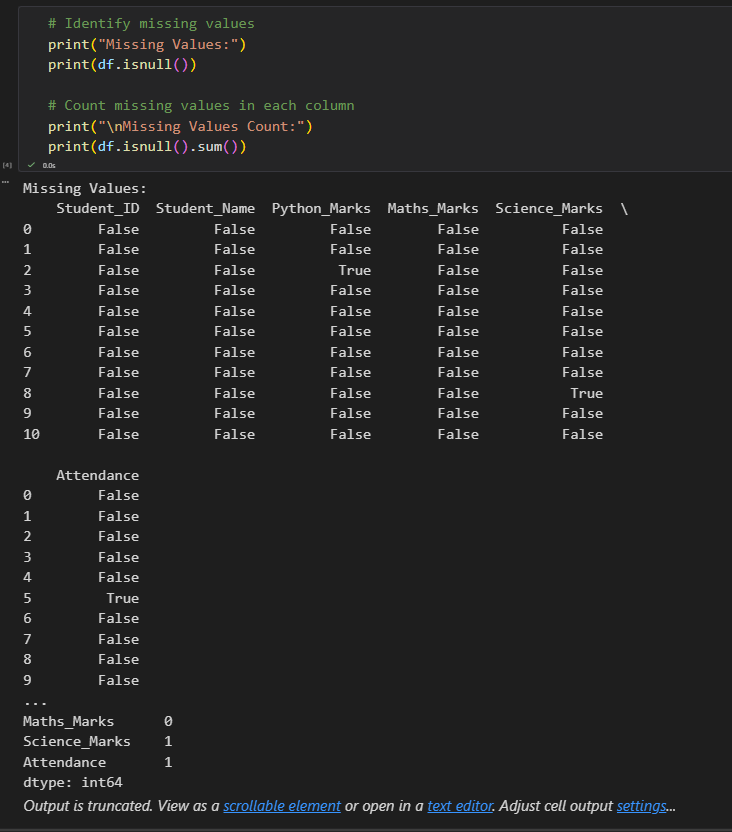 # Identify missing values
print("Missing Values:")
print(df.isnull())
# Count missing values in each column
print("\nMissing Values Count:")
print(df.isnull().sum())
[4] ✓ 0.0s
...
Missing Values:
    Student_ID  Student_Name  Python_Marks  Maths_Marks  Science_Marks  \
0        False         False         False        False          False
1        False         False         False        False          False
2        False         False          True        False          False
3        False         False         False        False          False
4        False         False         False        False          False
5        False         False         False        False          False
6        False         False         False        False          False
7        False         False         False        False          False
8        False         False         False        False           True
9        False         False         False        False          False
10       False         False         False        False          False
    Attendance
0        False
1        False
2        False
3        False
4        False
5         True
6        False
7        False
8        False
9        False
...
Maths_Marks      0
Science_Marks    1
Attendance       1
dtype: int64
Output is truncated. View as a scrollable element or open in a text editor. Adjust cell output settings...